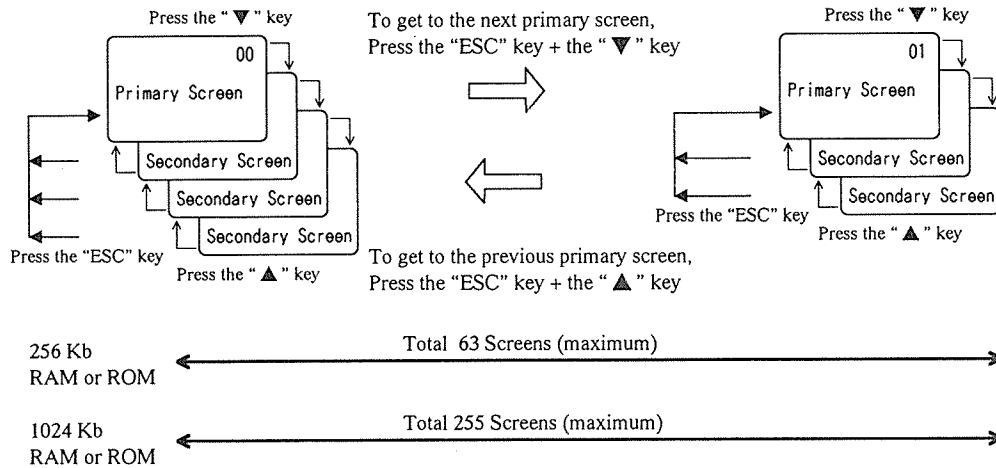 Press the “ ▼ ” key
00
Primary Screen
Secondary Screen
Secondary Screen
Secondary Screen
Press the “ESC” key
Press the “ ▲ ” key
To get to the next primary screen,
Press the “ESC” key + the “ ▼ ” key
To get to the previous primary screen,
Press the “ESC” key + the “ ▲ ” key
Press the “ ▼ ” key
01
Primary Screen
Secondary Screen
Secondary Screen
Press the “ESC” key
Press the “ ▲ ” key
256 Kb
RAM or ROM
Total 63 Screens (maximum)
1024 Kb
RAM or ROM
Total 255 Screens (maximum)